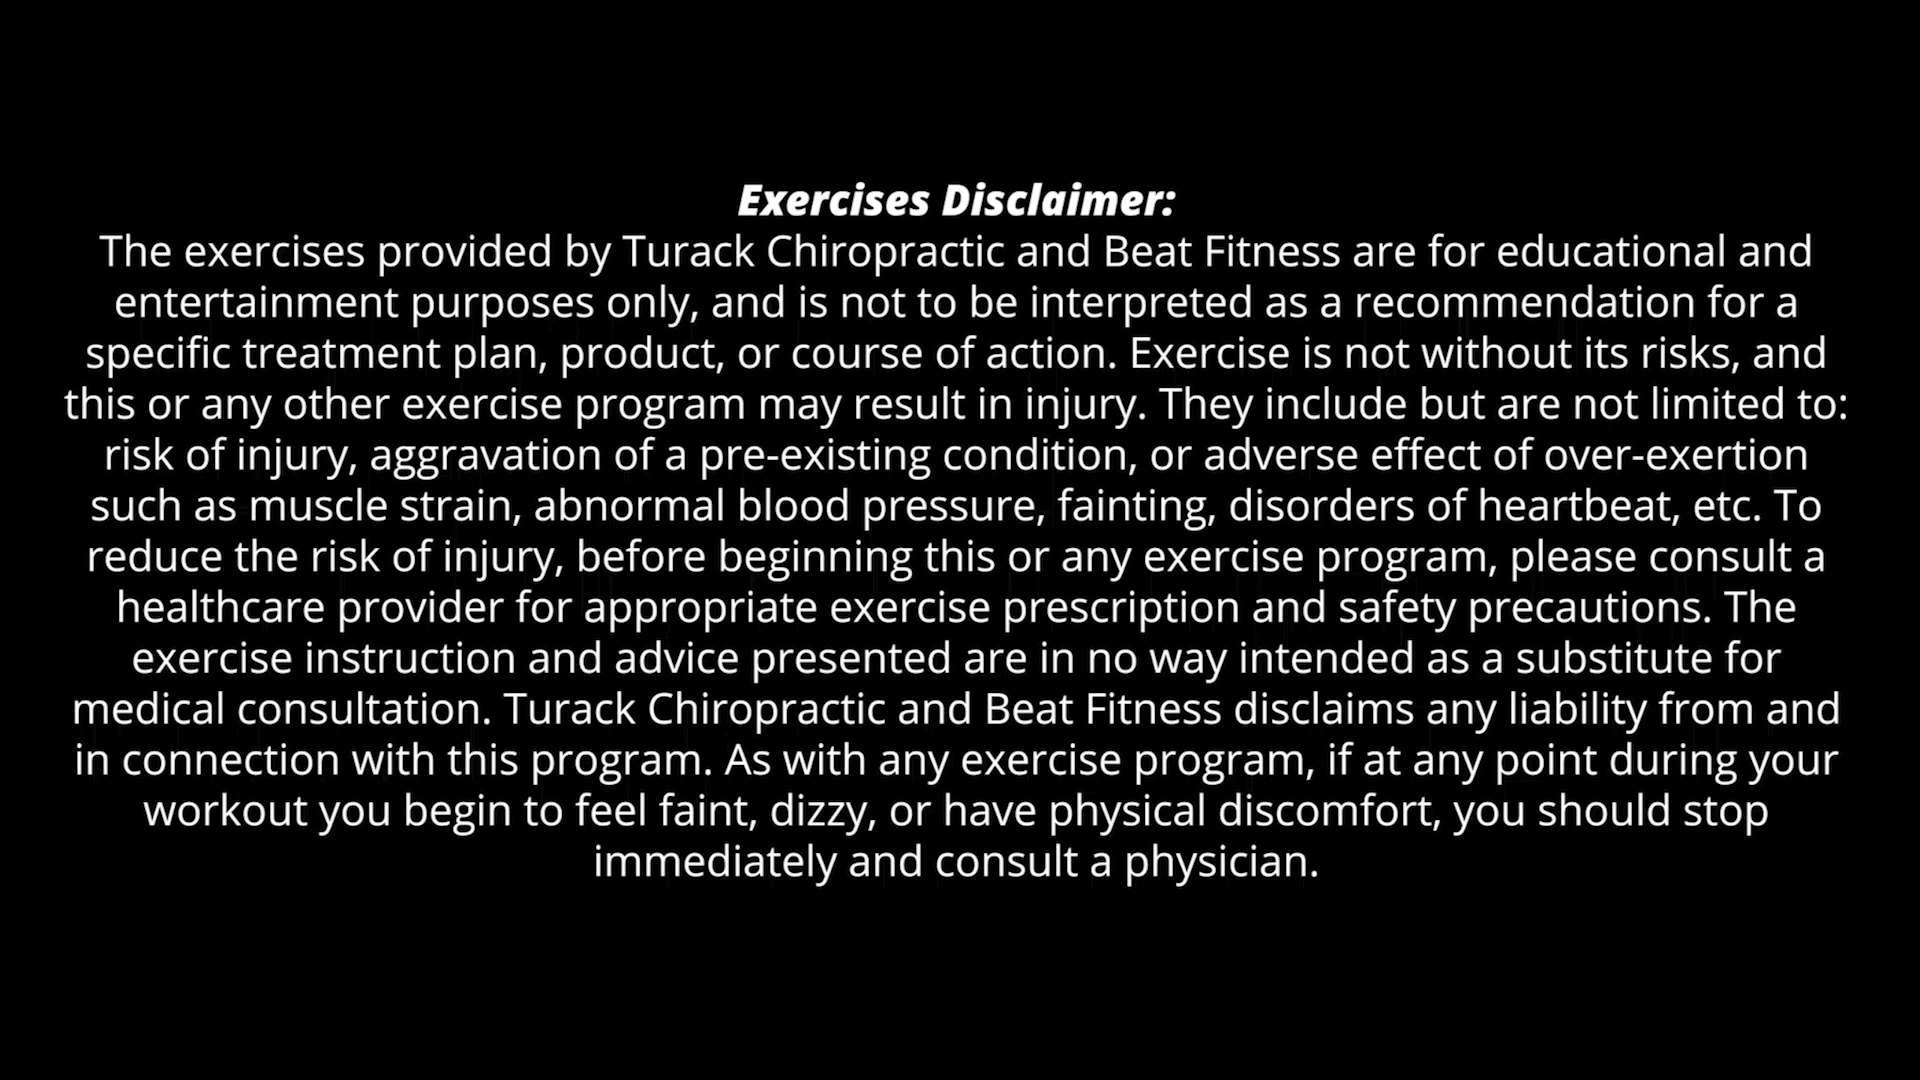 Exercises Disclaimer:
The exercises provided by Turack Chiropractic and Beat Fitness are for educational and
entertainment purposes only, and is not to be interpreted as a recommendation for a
specific treatment plan, product, or course of action. Exercise is not without its risks, and
this or any other exercise program may result in injury. They include but are not limited to:
risk of injury, aggravation of a pre-existing condition, or adverse effect of over-exertion
such as muscle strain, abnormal blood pressure, fainting, disorders of heartbeat, etc. To
reduce the risk of injury, before beginning this or any exercise program, please consult a
healthcare provider for appropriate exercise prescription and safety precautions. The
exercise instruction and advice presented are in no way intended as a substitute for
medical consultation. Turack Chiropractic and Beat Fitness disclaims any liability from and
in connection with this program. As with any exercise program, if at any point during your
workout you begin to feel faint, dizzy, or have physical discomfort, you should stop
immediately and consult a physician.